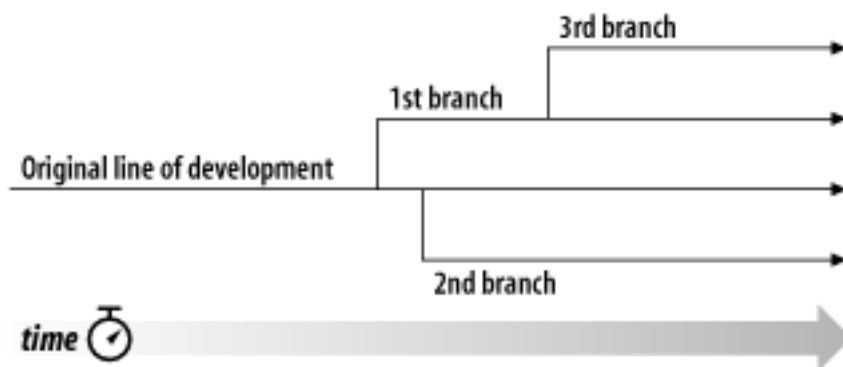 3rd branch
1st branch
Original line of development
2nd branch
time